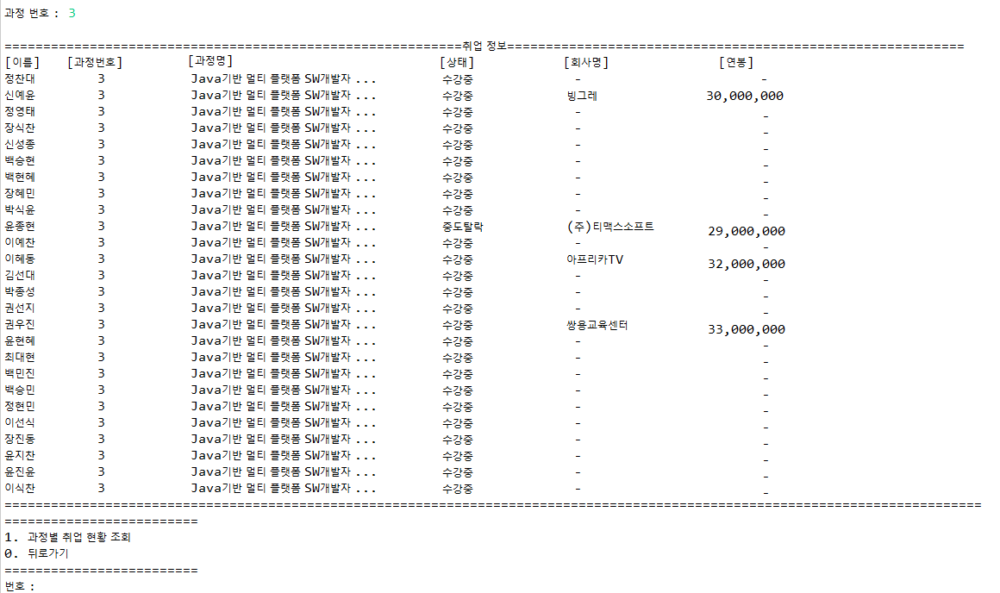 과정 번호 : 3
==========================================================취업 정보==========================================================
[이름] [과정번호] [과정명] [상태] [회사명] [연봉]
정찬대 3 Java기반 멀티 플랫폼 SW개발자 ... 수강중 - -
신예윤 3 Java기반 멀티 플랫폼 SW개발자 ... 수강중 빙그레 30,000,000
정영태 3 Java기반 멀티 플랫폼 SW개발자 ... 수강중 - -
장식찬 3 Java기반 멀티 플랫폼 SW개발자 ... 수강중 - -
신성종 3 Java기반 멀티 플랫폼 SW개발자 ... 수강중 - -
백승현 3 Java기반 멀티 플랫폼 SW개발자 ... 수강중 - -
백현혜 3 Java기반 멀티 플랫폼 SW개발자 ... 수강중 - -
장혜민 3 Java기반 멀티 플랫폼 SW개발자 ... 수강중 - -
박식윤 3 Java기반 멀티 플랫폼 SW개발자 ... 수강중 - -
윤종현 3 Java기반 멀티 플랫폼 SW개발자 ... 중도탈락 (주)티맥스소프트 29,000,000
이예찬 3 Java기반 멀티 플랫폼 SW개발자 ... 수강중 - -
이혜동 3 Java기반 멀티 플랫폼 SW개발자 ... 수강중 아프리카TV 32,000,000
김선대 3 Java기반 멀티 플랫폼 SW개발자 ... 수강중 - -
박종성 3 Java기반 멀티 플랫폼 SW개발자 ... 수강중 - -
권선지 3 Java기반 멀티 플랫폼 SW개발자 ... 수강중 - -
권우진 3 Java기반 멀티 플랫폼 SW개발자 ... 수강중 쌍용교육센터 33,000,000
윤현혜 3 Java기반 멀티 플랫폼 SW개발자 ... 수강중 - -
최대현 3 Java기반 멀티 플랫폼 SW개발자 ... 수강중 - -
백민진 3 Java기반 멀티 플랫폼 SW개발자 ... 수강중 - -
백승민 3 Java기반 멀티 플랫폼 SW개발자 ... 수강중 - -
정현민 3 Java기반 멀티 플랫폼 SW개발자 ... 수강중 - -
이선식 3 Java기반 멀티 플랫폼 SW개발자 ... 수강중 - -
장진동 3 Java기반 멀티 플랫폼 SW개발자 ... 수강중 - -
윤지찬 3 Java기반 멀티 플랫폼 SW개발자 ... 수강중 - -
윤진윤 3 Java기반 멀티 플랫폼 SW개발자 ... 수강중 - -
이식찬 3 Java기반 멀티 플랫폼 SW개발자 ... 수강중 - -
==============================================================================================================================
=========================
1. 과정별 취업 현황 조회
0. 뒤로가기
=========================
번호 :